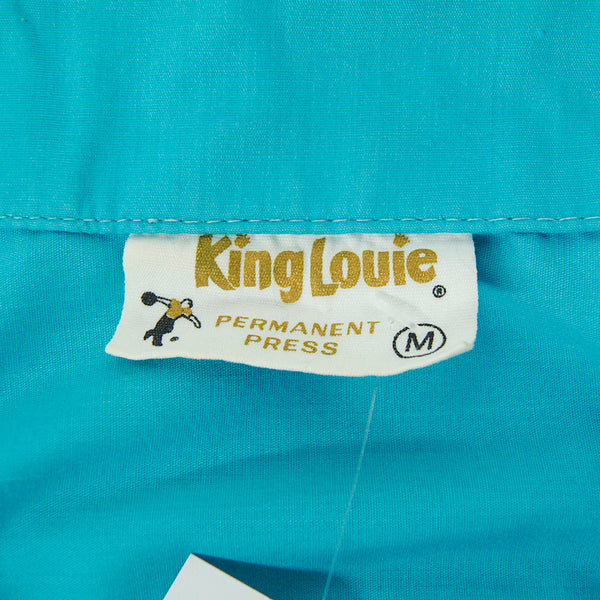 King Louie ®
PERMANENT
PRESS
M